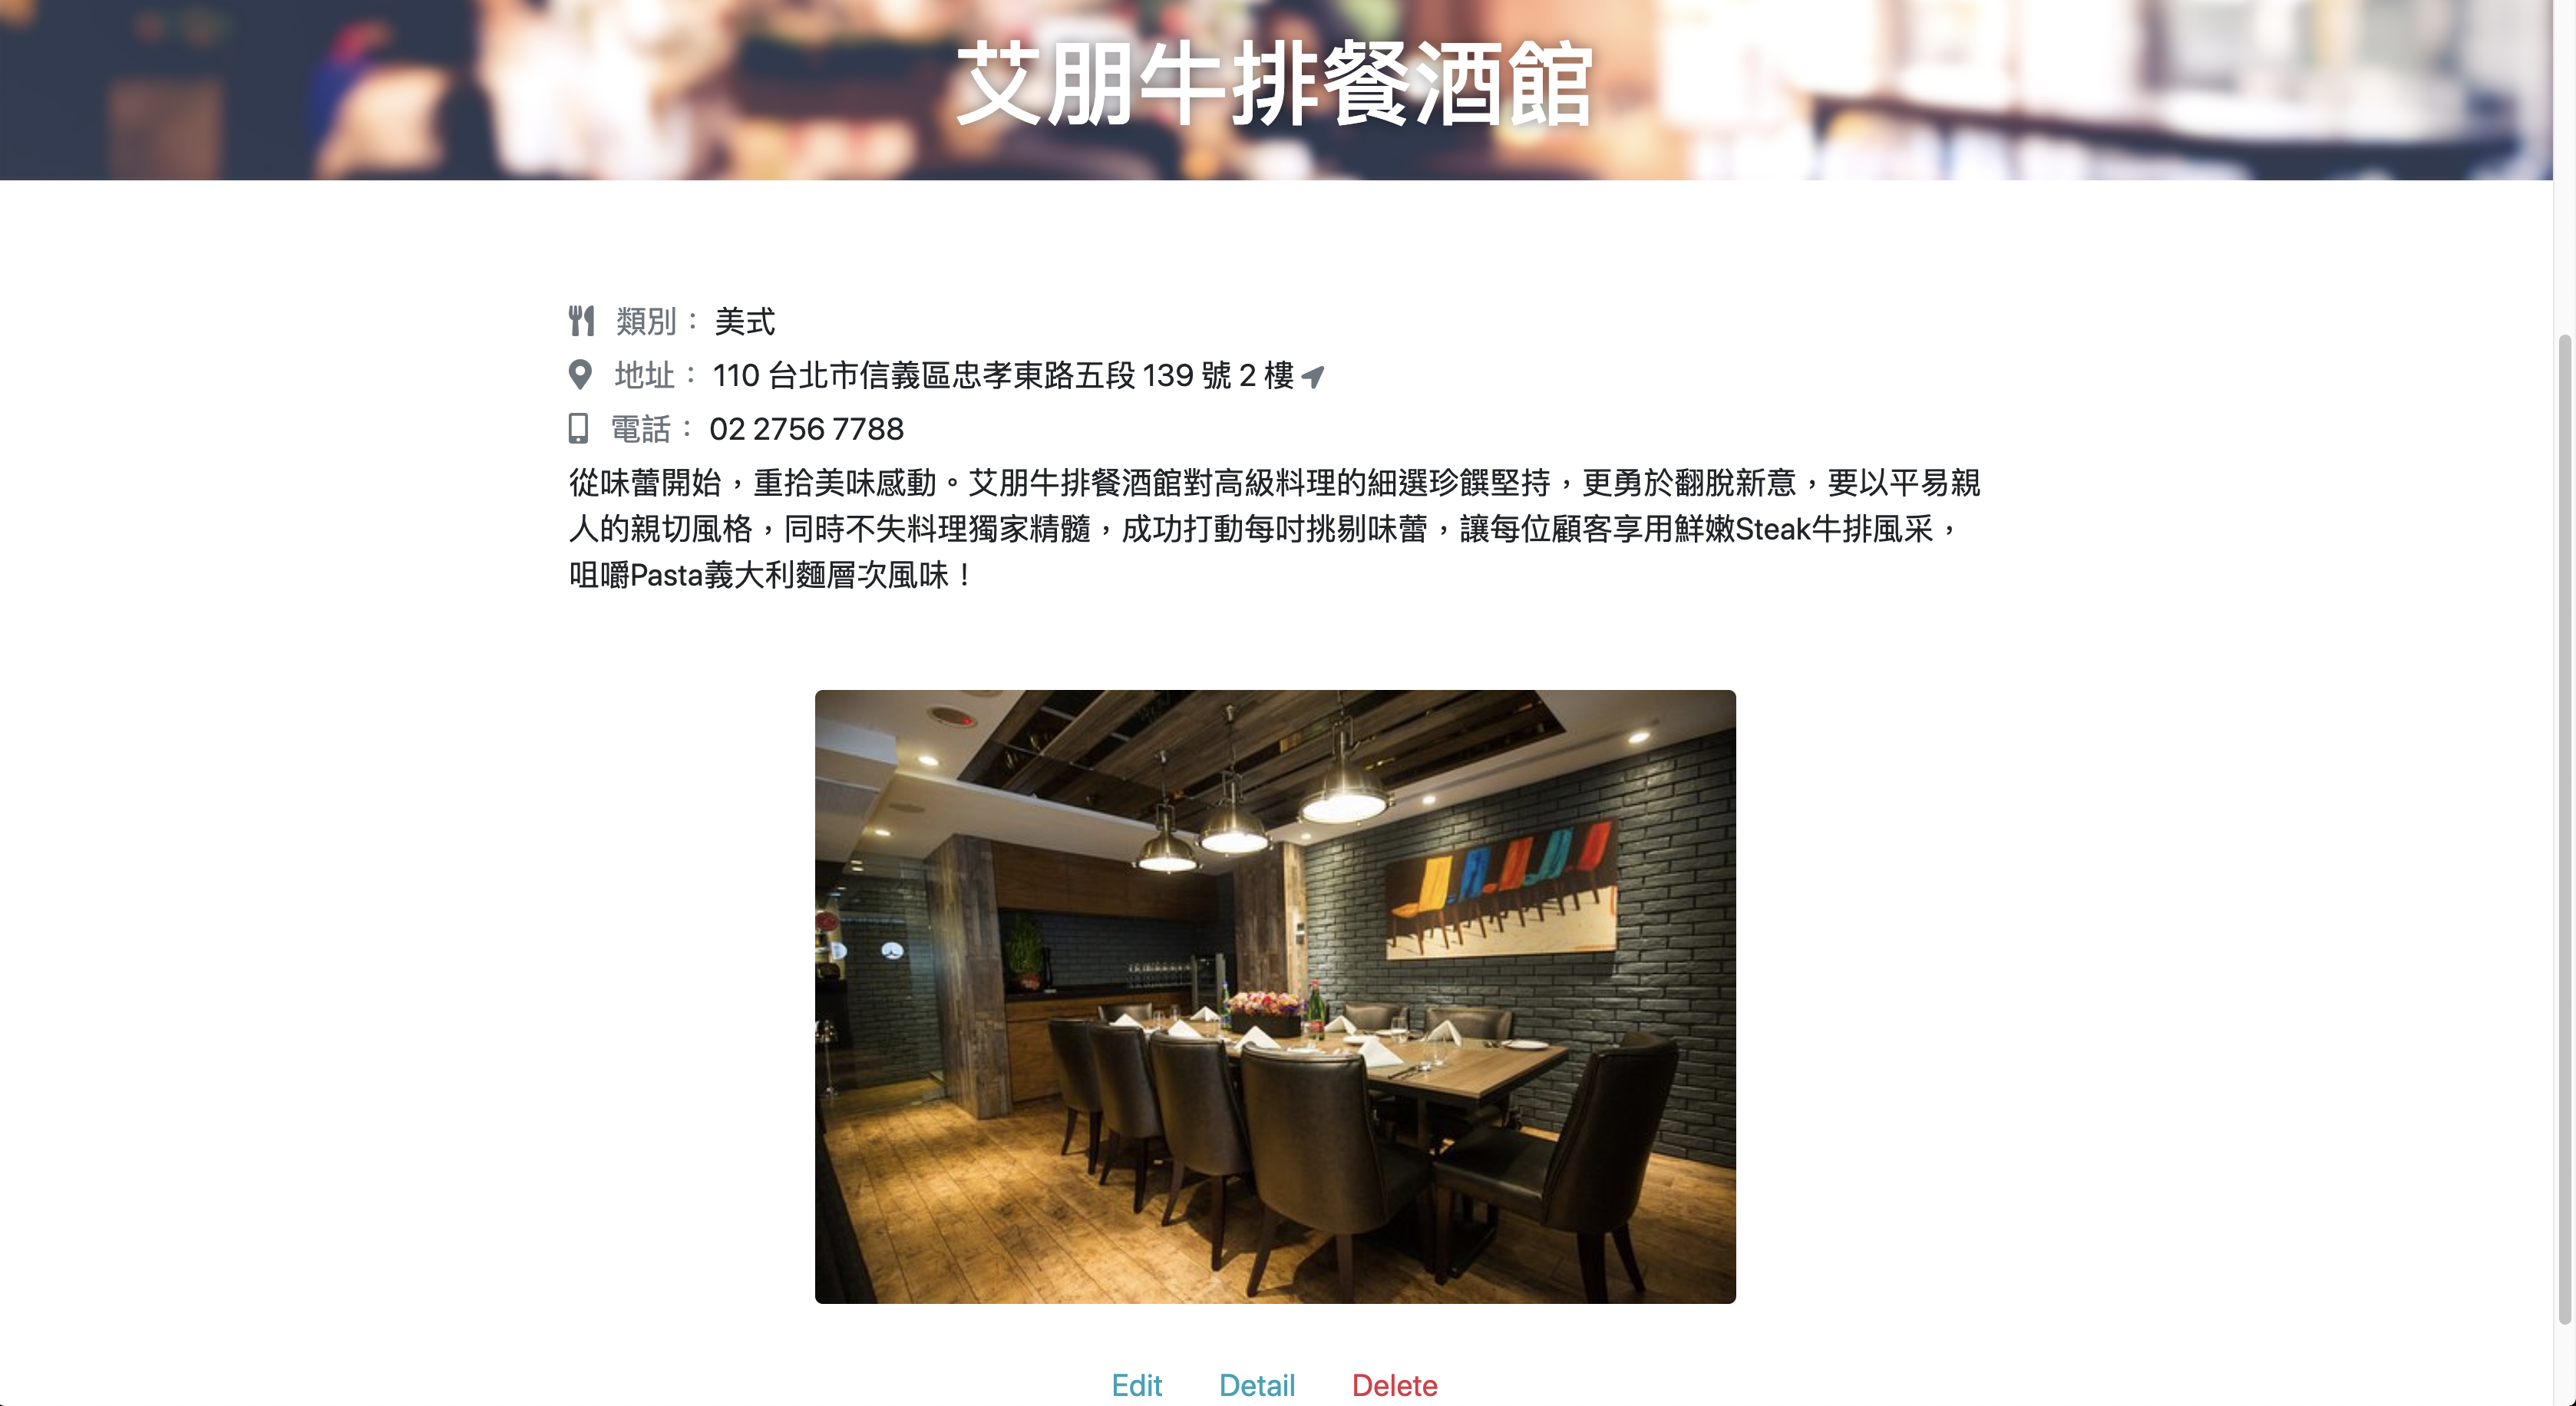 艾朋牛排餐酒館
類別： 美式
地址： 110 台北市信義區忠孝東路五段 139 號 2 樓
電話： 02 2756 7788
從味蕾開始，重拾美味感動。艾朋牛排餐酒館對高級料理的細選珍饌堅持，更勇於翻脫新意，要以平易親
人的親切風格，同時不失料理獨家精髓，成功打動每吋挑剔味蕾，讓每位顧客享用鮮嫩Steak牛排風采，
咀嚼Pasta義大利麵層次風味！
Edit Detail Delete